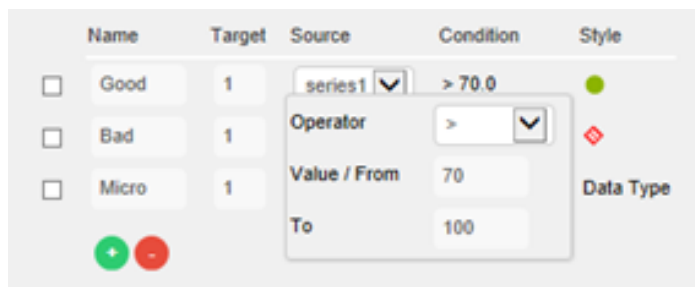 Name Target Source Condition Style
Good 1 series1 > 70.0
Operator >
Bad 1
Value / From 70
Micro 1 Data Type
To 100
+ -